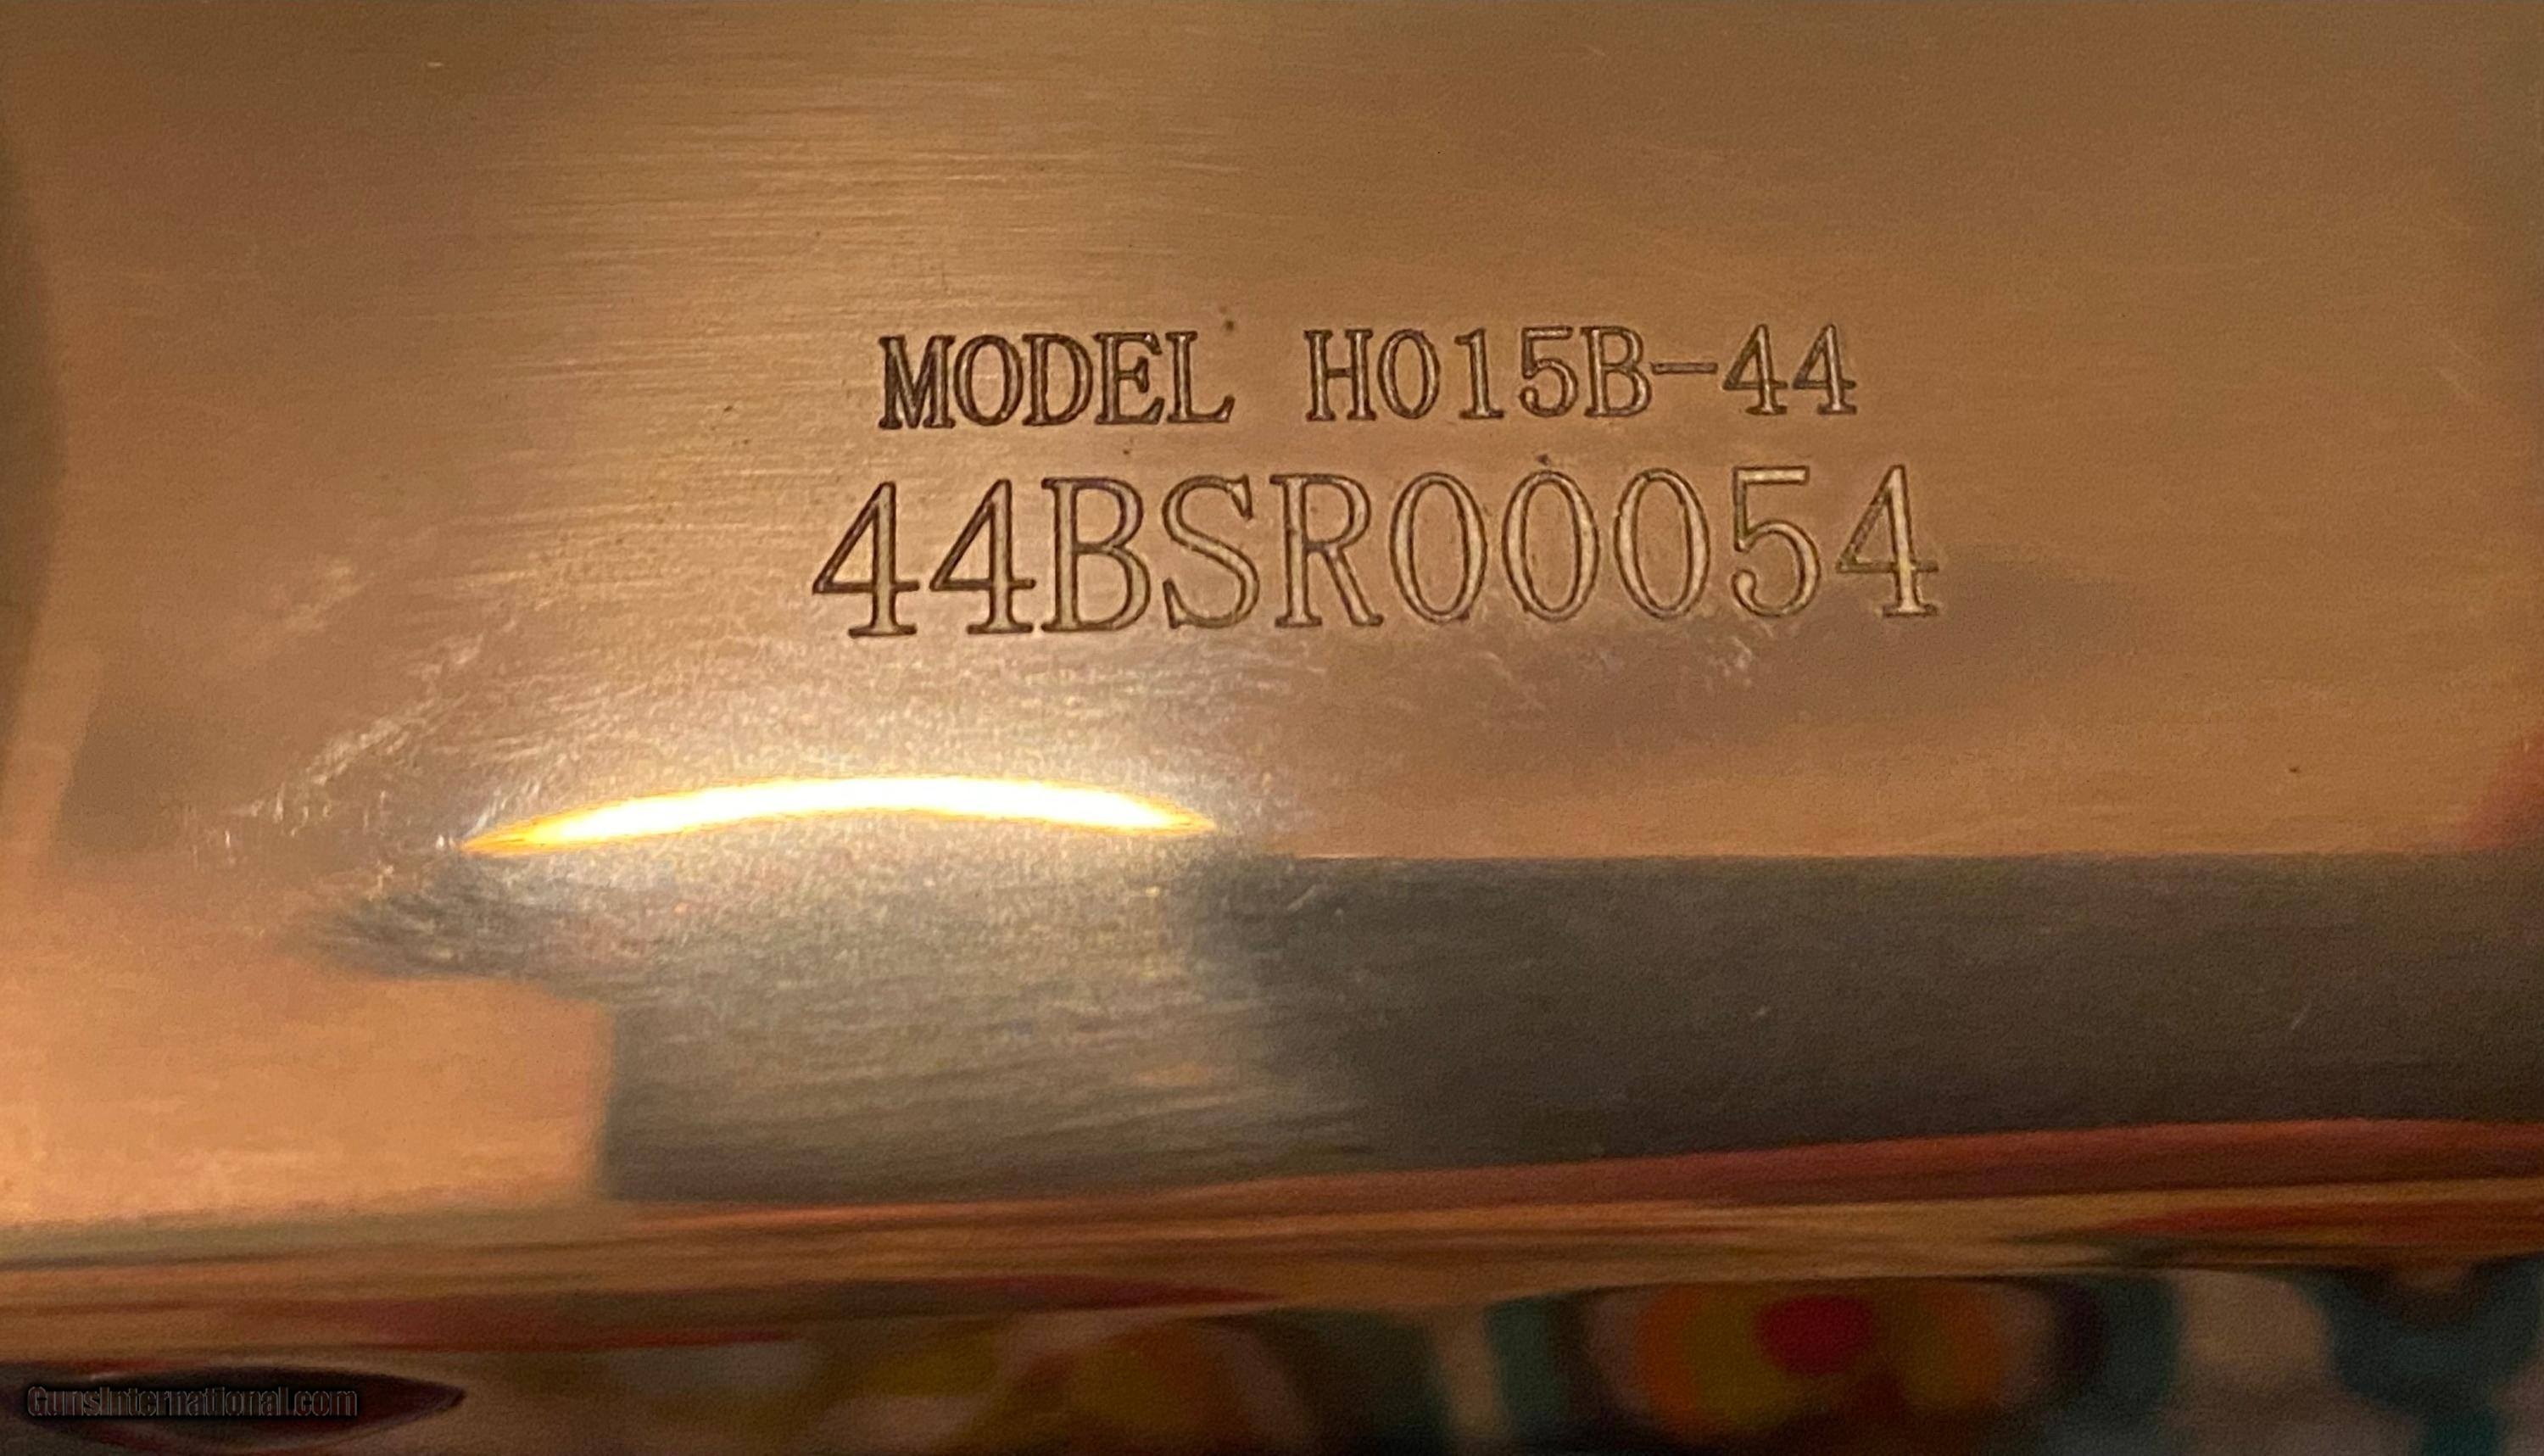 MODEL H015B-44
44BSR00054
GunsInternational.com